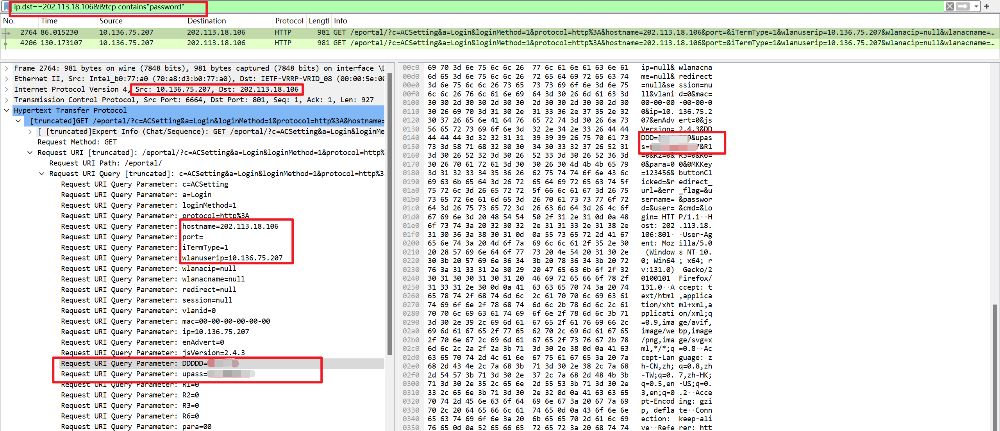 ip.dst==202.113.18.106&&tcp contains"password"
No. Time Source Destination Protocol Lengtl Info
2764 86.015230 10.136.75.207 202.113.18.106 HTTP 981 GET /eportal/?c=ACSetting&a=Login&loginMethod=1&protocol=http%3A&hostname=202.113.18.106&port=&iTermType=1&wlanuserip=10.136.75.207&wlanacip=null&wlanacname=…
4206 130.173107 10.136.75.207 202.113.18.106 HTTP 981 GET /eportal/?c=ACSetting&a=Login&loginMethod=1&protocol=http%3A&hostname=202.113.18.106&port=&iTermType=1&wlanuserip=10.136.75.207&wlanacip=null&wlanacname=…
Frame 2764: 981 bytes on wire (7848 bits), 981 bytes captured (7848 bits) on interface \D
Ethernet II, Src: Intel_b0:77:a0 (70:a8:d3:b0:77:a0), Dst: IETF-VRRP-VRID_08 (00:00:5e:00
Internet Protocol Version 4, Src: 10.136.75.207, Dst: 202.113.18.106
Transmission Control Protocol, Src Port: 6664, Dst Port: 801, Seq: 1, Ack: 1, Len: 927
Hypertext Transfer Protocol
[truncated]GET /eportal/?c=ACSetting&a=Login&loginMethod=1&protocol=http%3A&hostname=
[ [truncated]Expert Info (Chat/Sequence): GET /eportal/?c=ACSetting&a=Login&loginMe
Request Method: GET
Request URI [truncated]: /eportal/?c=ACSetting&a=Login&loginMethod=1&protocol=http%
Request URI Path: /eportal/
Request URI Query [truncated]: c=ACSetting&a=Login&loginMethod=1&protocol=http%3
Request URI Query Parameter: c=ACSetting
Request URI Query Parameter: a=Login
Request URI Query Parameter: loginMethod=1
Request URI Query Parameter: protocol=http%3A
Request URI Query Parameter: hostname=202.113.18.106
Request URI Query Parameter: port=
Request URI Query Parameter: iTermType=1
Request URI Query Parameter: wlanuserip=10.136.75.207
Request URI Query Parameter: wlanacip=null
Request URI Query Parameter: wlanacname=null
Request URI Query Parameter: redirect=null
Request URI Query Parameter: session=null
Request URI Query Parameter: vlanid=0
Request URI Query Parameter: mac=00-00-00-00-00-00
Request URI Query Parameter: ip=10.136.75.207
Request URI Query Parameter: enAdvert=0
Request URI Query Parameter: jsVersion=2.4.3
Request URI Query Parameter: DDDDD=
Request URI Query Parameter: upass=
Request URI Query Parameter: R1=0
Request URI Query Parameter: R2=0
Request URI Query Parameter: R3=0
Request URI Query Parameter: R6=0
Request URI Query Parameter: para=00
00c0 69 70 3d 6e 75 6c 6c 26 77 6c 61 6e 61 63 6e 61 ip=null& wlanacna
00d0 6d 65 3d 6e 75 6c 6c 26 72 65 64 69 72 65 63 74 me=null& redirect
00e0 3d 6e 75 6c 6c 26 73 65 73 73 69 6f 6e 3d 6e 75 =null&se ssion=nu
00f0 6c 6c 26 76 6c 61 6e 69 64 3d 30 26 6d 61 63 3d ll&vlani d=0&mac=
0100 30 30 2d 30 30 2d 30 30 2d 30 30 2d 30 30 2d 30 00-00-00 -00-00-0
0110 30 26 69 70 3d 31 30 2e 31 33 36 2e 37 35 2e 32 0&ip=10. 136.75.2
0120 30 37 26 65 6e 41 64 76 65 72 74 3d 30 26 6a 73 07&enAdv ert=0&js
0130 56 65 72 73 69 6f 6e 3d 32 2e 34 2e 33 26 44 44 Version= 2.4.3&DD
0140 44 44 44 3d 26 75 70 61 73 DDD= &upas
0150 73 3d 26 52 31 s= &R1
0160 3d 30 26 52 32 3d 30 26 52 33 3d 30 26 52 36 3d =0&R2=0& R3=0&R6=
0170 30 26 70 61 72 61 3d 30 30 26 30 4d 4b 4b 65 79 0&para=0 0&0MKKey
0180 3d 31 32 33 34 35 36 26 62 75 74 74 6f 6e 43 6c =123456& buttonCl
0190 69 63 6b 65 64 3d 26 72 65 64 69 72 65 63 74 5f icked=&r edirect_
01a0 75 72 6c 3d 26 65 72 72 5f 66 6c 61 67 3d 26 75 url=&err _flag=&u
01b0 73 65 72 6e 61 6d 65 3d 26 70 61 73 73 77 6f 72 sername= &passwor
01c0 64 3d 26 75 73 65 72 3d 26 63 6d 64 3d 26 4c 6f d=&user= &cmd=&Lo
01d0 67 69 6e 3d 20 48 54 54 50 2f 31 2e 31 0d 0a 48 gin= HTT P/1.1··H
01e0 6f 73 74 3a 20 32 30 32 2e 31 31 33 2e 31 38 2e ost: 202 .113.18.
01f0 31 30 36 3a 38 30 31 0d 0a 55 73 65 72 2d 41 67 106:801· ·User-Ag
0200 65 6e 74 3a 20 4d 6f 7a 69 6c 6c 61 2f 35 2e 30 ent: Moz illa/5.0
0210 20 28 57 69 6e 64 6f 77 73 20 4e 54 20 31 30 2e (Window s NT 10.
0220 30 3b 20 57 69 6e 36 34 3b 20 78 36 34 3b 20 72 0; Win64 ; x64; r
0230 76 3a 31 33 31 2e 30 29 20 47 65 63 6b 6f 2f 32 v:131.0) Gecko/2
0240 30 31 30 30 31 30 31 20 46 69 72 65 66 6f 78 2f 0100101 Firefox/
0250 31 33 31 2e 30 0d 0a 41 63 63 65 70 74 3a 20 74 131.0··A ccept: t
0260 65 78 74 2f 68 74 6d 6c 2c 61 70 70 6c 69 63 61 ext/html ,applica
0270 74 69 6f 6e 2f 78 68 74 6d 6c 2b 78 6d 6c 2c 61 tion/xht ml+xml,a
0280 70 70 6c 69 63 61 74 69 6f 6e 2f 78 6d 6c 3b 71 pplicati on/xml;q
0290 3d 30 2e 39 2c 69 6d 61 67 65 2f 61 76 69 66 2c =0.9,ima ge/avif,
02a0 69 6d 61 67 65 2f 77 65 62 70 2c 69 6d 61 67 65 image/we bp,image
02b0 2f 70 6e 67 2c 69 6d 61 67 65 2f 73 76 67 2b 78 /png,ima ge/svg+x
02c0 6d 6c 2c 2a 2f 2a 3b 71 3d 30 2e 38 0d 0a 41 63 ml,*/*;q =0.8··Ac
02d0 63 65 70 74 2d 4c 61 6e 67 75 61 67 65 3a 20 7a cept-Lan guage: z
02e0 68 2d 43 4e 2c 7a 68 3b 71 3d 30 2e 38 2c 7a 68 h-CN,zh; q=0.8,zh
02f0 2d 54 57 3b 71 3d 30 2e 37 2c 7a 68 2d 48 4b 3b -TW;q=0. 7,zh-HK;
0300 71 3d 30 2e 35 2c 65 6e 2d 55 53 3b 71 3d 30 2e q=0.5,en -US;q=0.
0310 33 2c 65 6e 3b 71 3d 30 2e 32 0d 0a 41 63 63 65 3,en;q=0 .2··Acce
0320 70 74 2d 45 6e 63 6f 64 69 6e 67 3a 20 67 7a 69 pt-Encod ing: gzi
0330 70 2c 20 64 65 66 6c 61 74 65 0d 0a 43 6f 6e 6e p, defla te··Conn
0340 65 63 74 69 6f 6e 3a 20 6b 65 65 70 2d 61 6c 69 ection: keep-ali
0350 76 65 0d 0a 52 65 66 65 72 65 72 3a 20 68 74 74 ve··Refe rer: htt